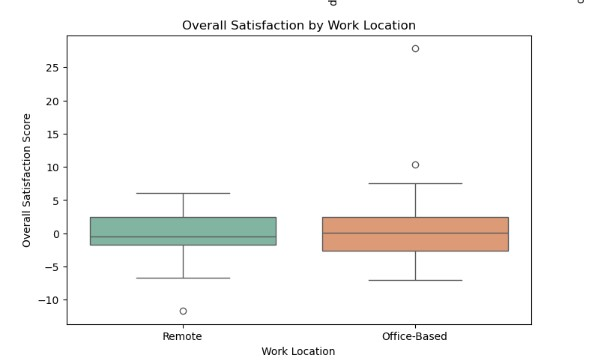 Overall Satisfaction by Work Location
Overall Satisfaction Score
25
20
15
10
5
0
−5
−10
Remote
Office-Based
Work Location